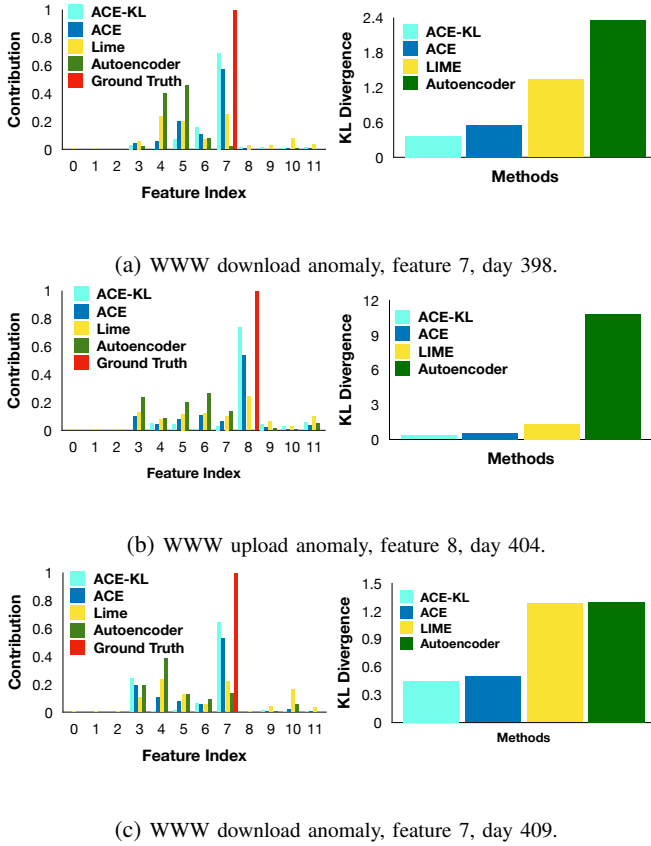 1
0.8
0.6
0.4
0.2
0
Contribution
ACE-KL
ACE
Lime
Autoencoder
Ground Truth
0 1 2 3 4 5 6 7 8 9 10 11
Feature Index
2.4
1.8
1.2
0.6
0
KL Divergence
ACE-KL
ACE
LIME
Autoencoder
Methods
(a) WWW download anomaly, feature 7, day 398.
1
0.8
0.6
0.4
0.2
0
Contribution
ACE-KL
ACE
Lime
Autoencoder
Ground Truth
0 1 2 3 4 5 6 7 8 9 10 11
Feature Index
12
9
6
3
0
KL Divergence
ACE-KL
ACE
LIME
Autoencoder
Methods
(b) WWW upload anomaly, feature 8, day 404.
1
0.8
0.6
0.4
0.2
0
Contribution
ACE-KL
ACE
Lime
Autoencoder
Ground Truth
0 1 2 3 4 5 6 7 8 9 10 11
Feature Index
1.5
1.2
0.9
0.6
0.3
0
KL Divergence
ACE-KL
ACE
LIME
Autoencoder
Methods
(c) WWW download anomaly, feature 7, day 409.